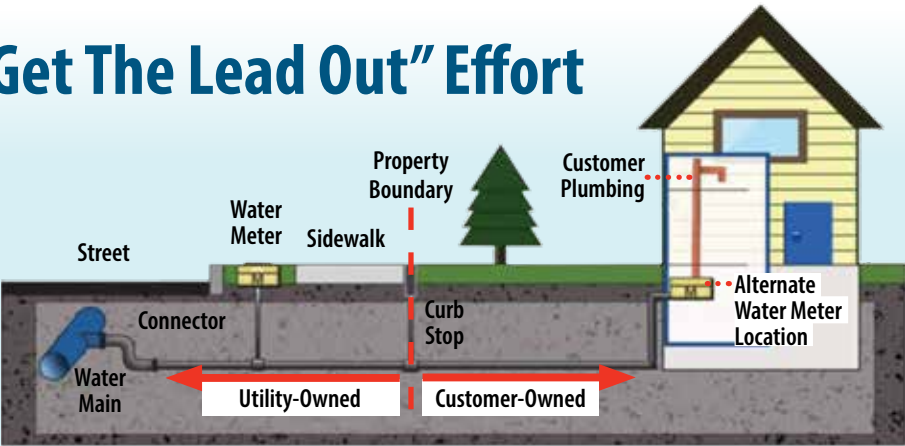 Get The Lead Out” Effort
Property
Boundary
Customer
Plumbing
Water
Meter
Sidewalk
Street
M
M
Alternate
Water Meter
Location
Connector
Curb
Stop
Water
Main
Utility-Owned
Customer-Owned